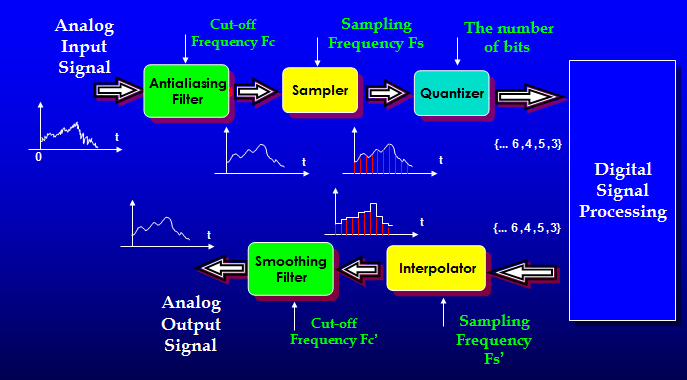 Analog
Input
Signal
Cut-off
Frequency Fc
Sampling
Frequency Fs
The number
of bits
Antialiasing
Filter
Sampler
Quantizer
t
0
t
t
{... 6,4,5,3}
Digital
Signal
Processing
t
t
{... 6,4,5,3}
Smoothing
Filter
Interpolator
Analog
Output
Signal
Cut-off
Frequency Fc'
Sampling
Frequency
Fs'